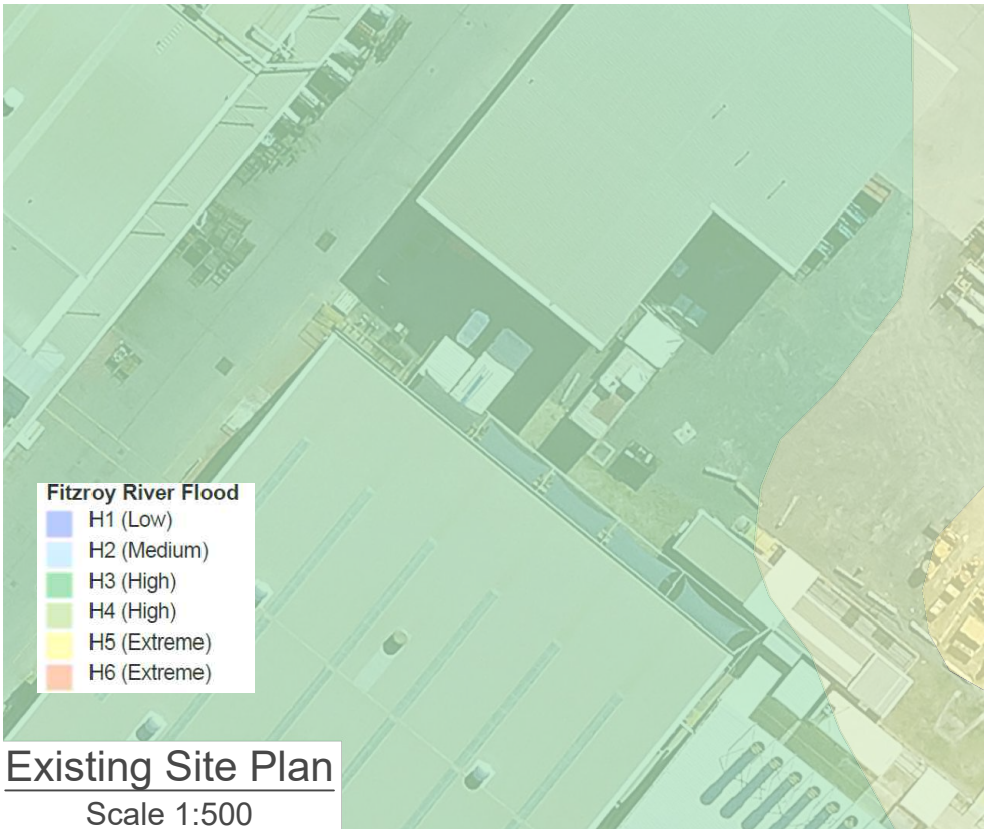 Fitzroy River Flood
H1 (Low)
H2 (Medium)
H3 (High)
H4 (High)
H5 (Extreme)
H6 (Extreme)
Existing Site Plan
Scale 1:500